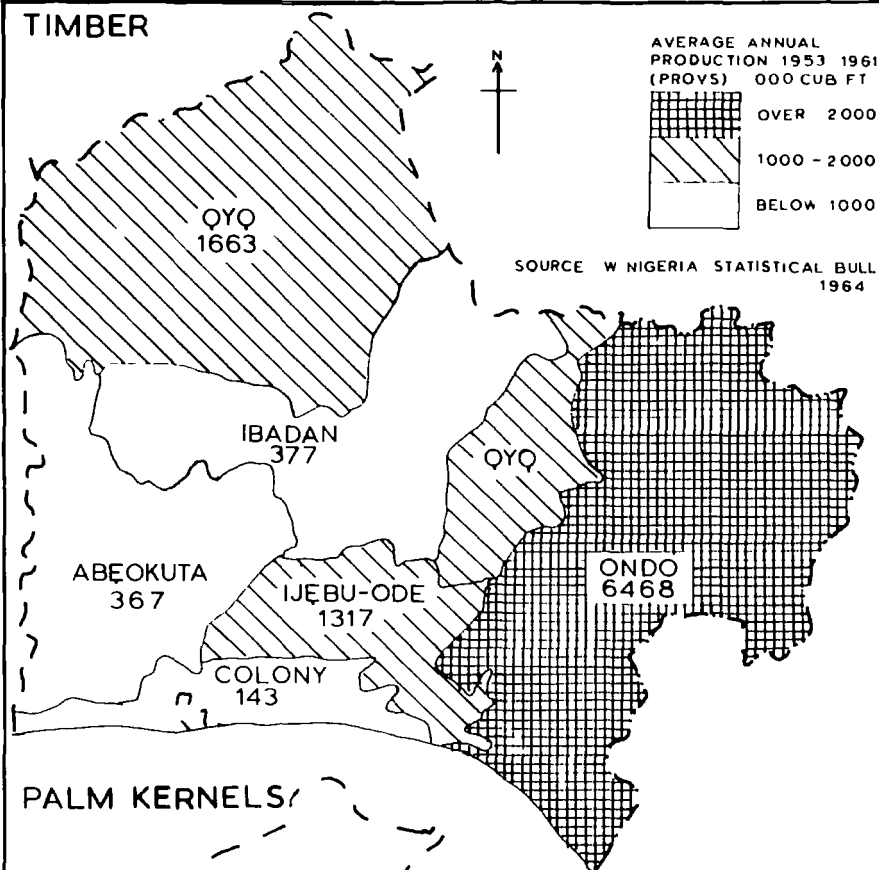 TIMBER
N
AVERAGE ANNUAL
PRODUCTION 1953 1961
(PROVS) 000 CUB FT
OVER 2000
1000 - 2000
BELOW 1000
SOURCE W NIGERIA STATISTICAL BULL
1964
ỌYỌ
1663
IBADAN
377
ỌYỌ
ABẸOKUTA
367
IJẸBU-ODE
1317
ONDO
6468
COLONY
143
PALM KERNELS